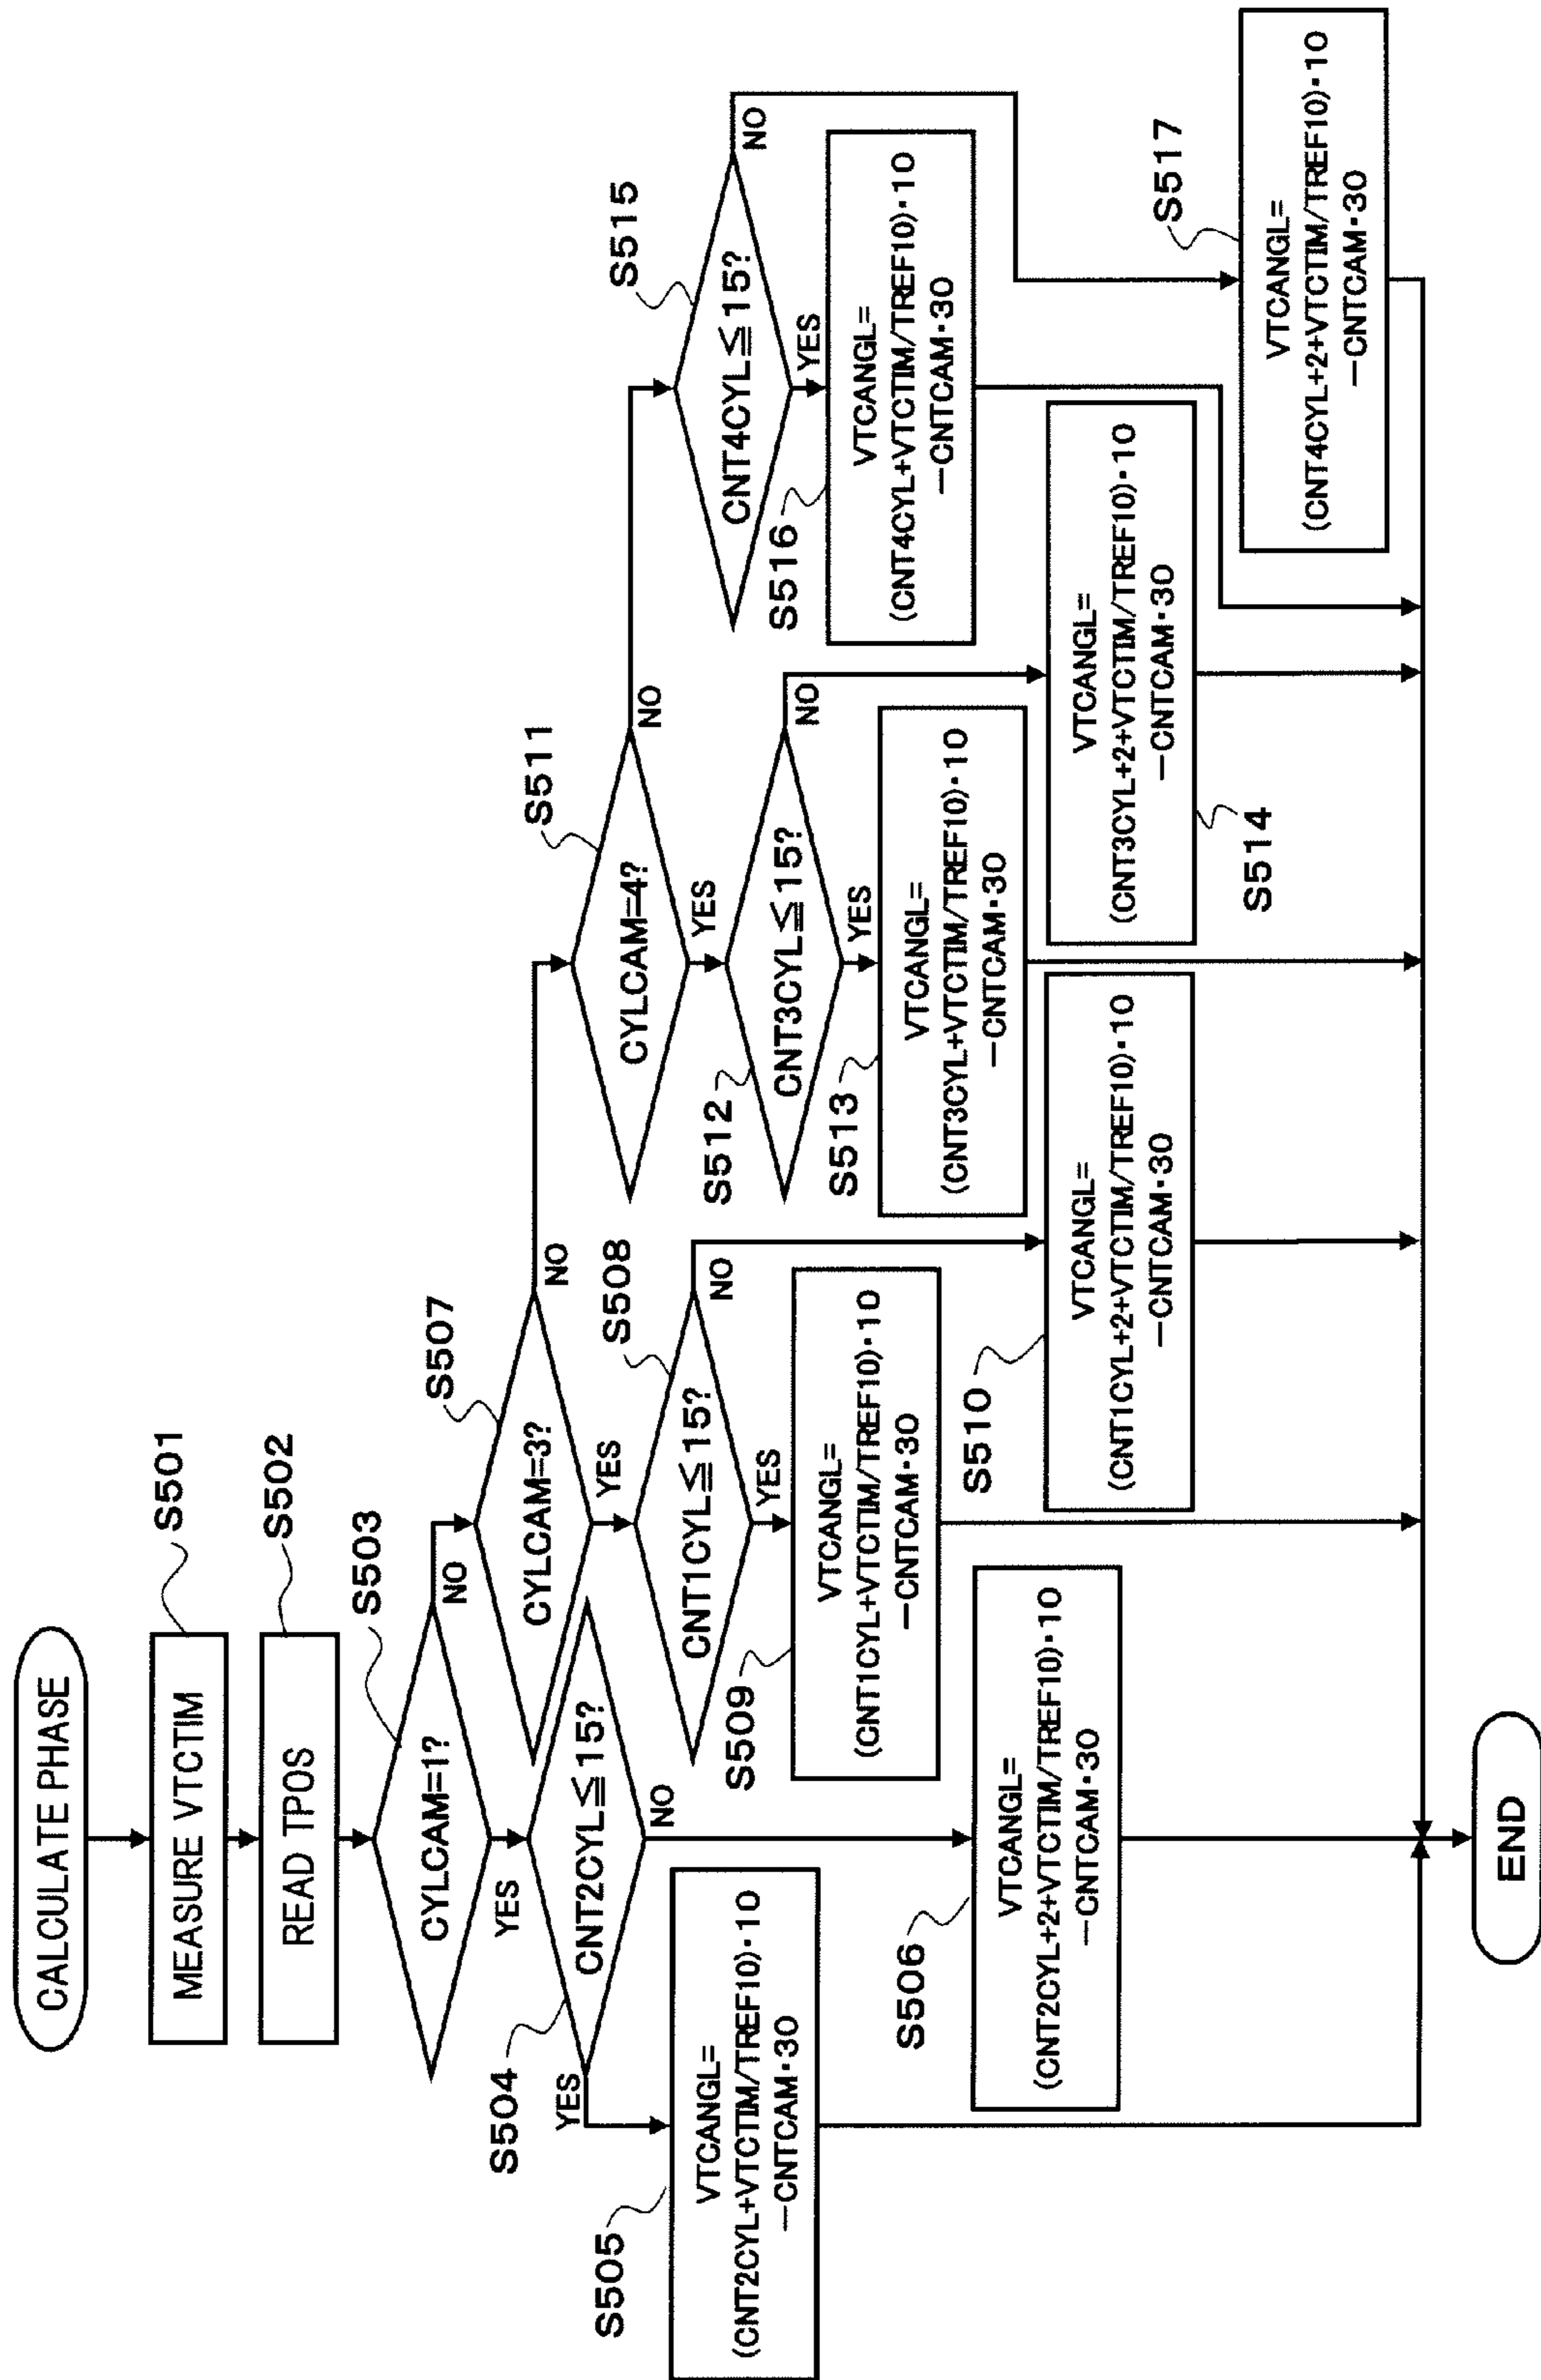 CALCULATE PHASE
S501
MEASURE VTCTIM
S502
READ TPOS
S503
CYLCAM=1?
NO
YES
S504
CNT2CYL≦15?
YES
NO
S505
VTCANGL=
(CNT2CYL+VTCTIM/TREF10)·10
−CNTCAM·30
S506
VTCANGL=
(CNT2CYL+2+VTCTIM/TREF10)·10
−CNTCAM·30
S507
CYLCAM=3?
NO
YES
S508
CNT1CYL≦15?
NO
YES
S509
VTCANGL=
(CNT1CYL+VTCTIM/TREF10)·10
−CNTCAM·30
S510
VTCANGL=
(CNT1CYL+2+VTCTIM/TREF10)·10
−CNTCAM·30
S511
CYLCAM=4?
NO
YES
S512
CNT3CYL≦15?
NO
YES
S513
VTCANGL=
(CNT3CYL+VTCTIM/TREF10)·10
−CNTCAM·30
S514
VTCANGL=
(CNT3CYL+2+VTCTIM/TREF10)·10
−CNTCAM·30
S515
CNT4CYL≦15?
NO
YES
S516
VTCANGL=
(CNT4CYL+VTCTIM/TREF10)·10
−CNTCAM·30
S517
VTCANGL=
(CNT4CYL+2+VTCTIM/TREF10)·10
−CNTCAM·30
END